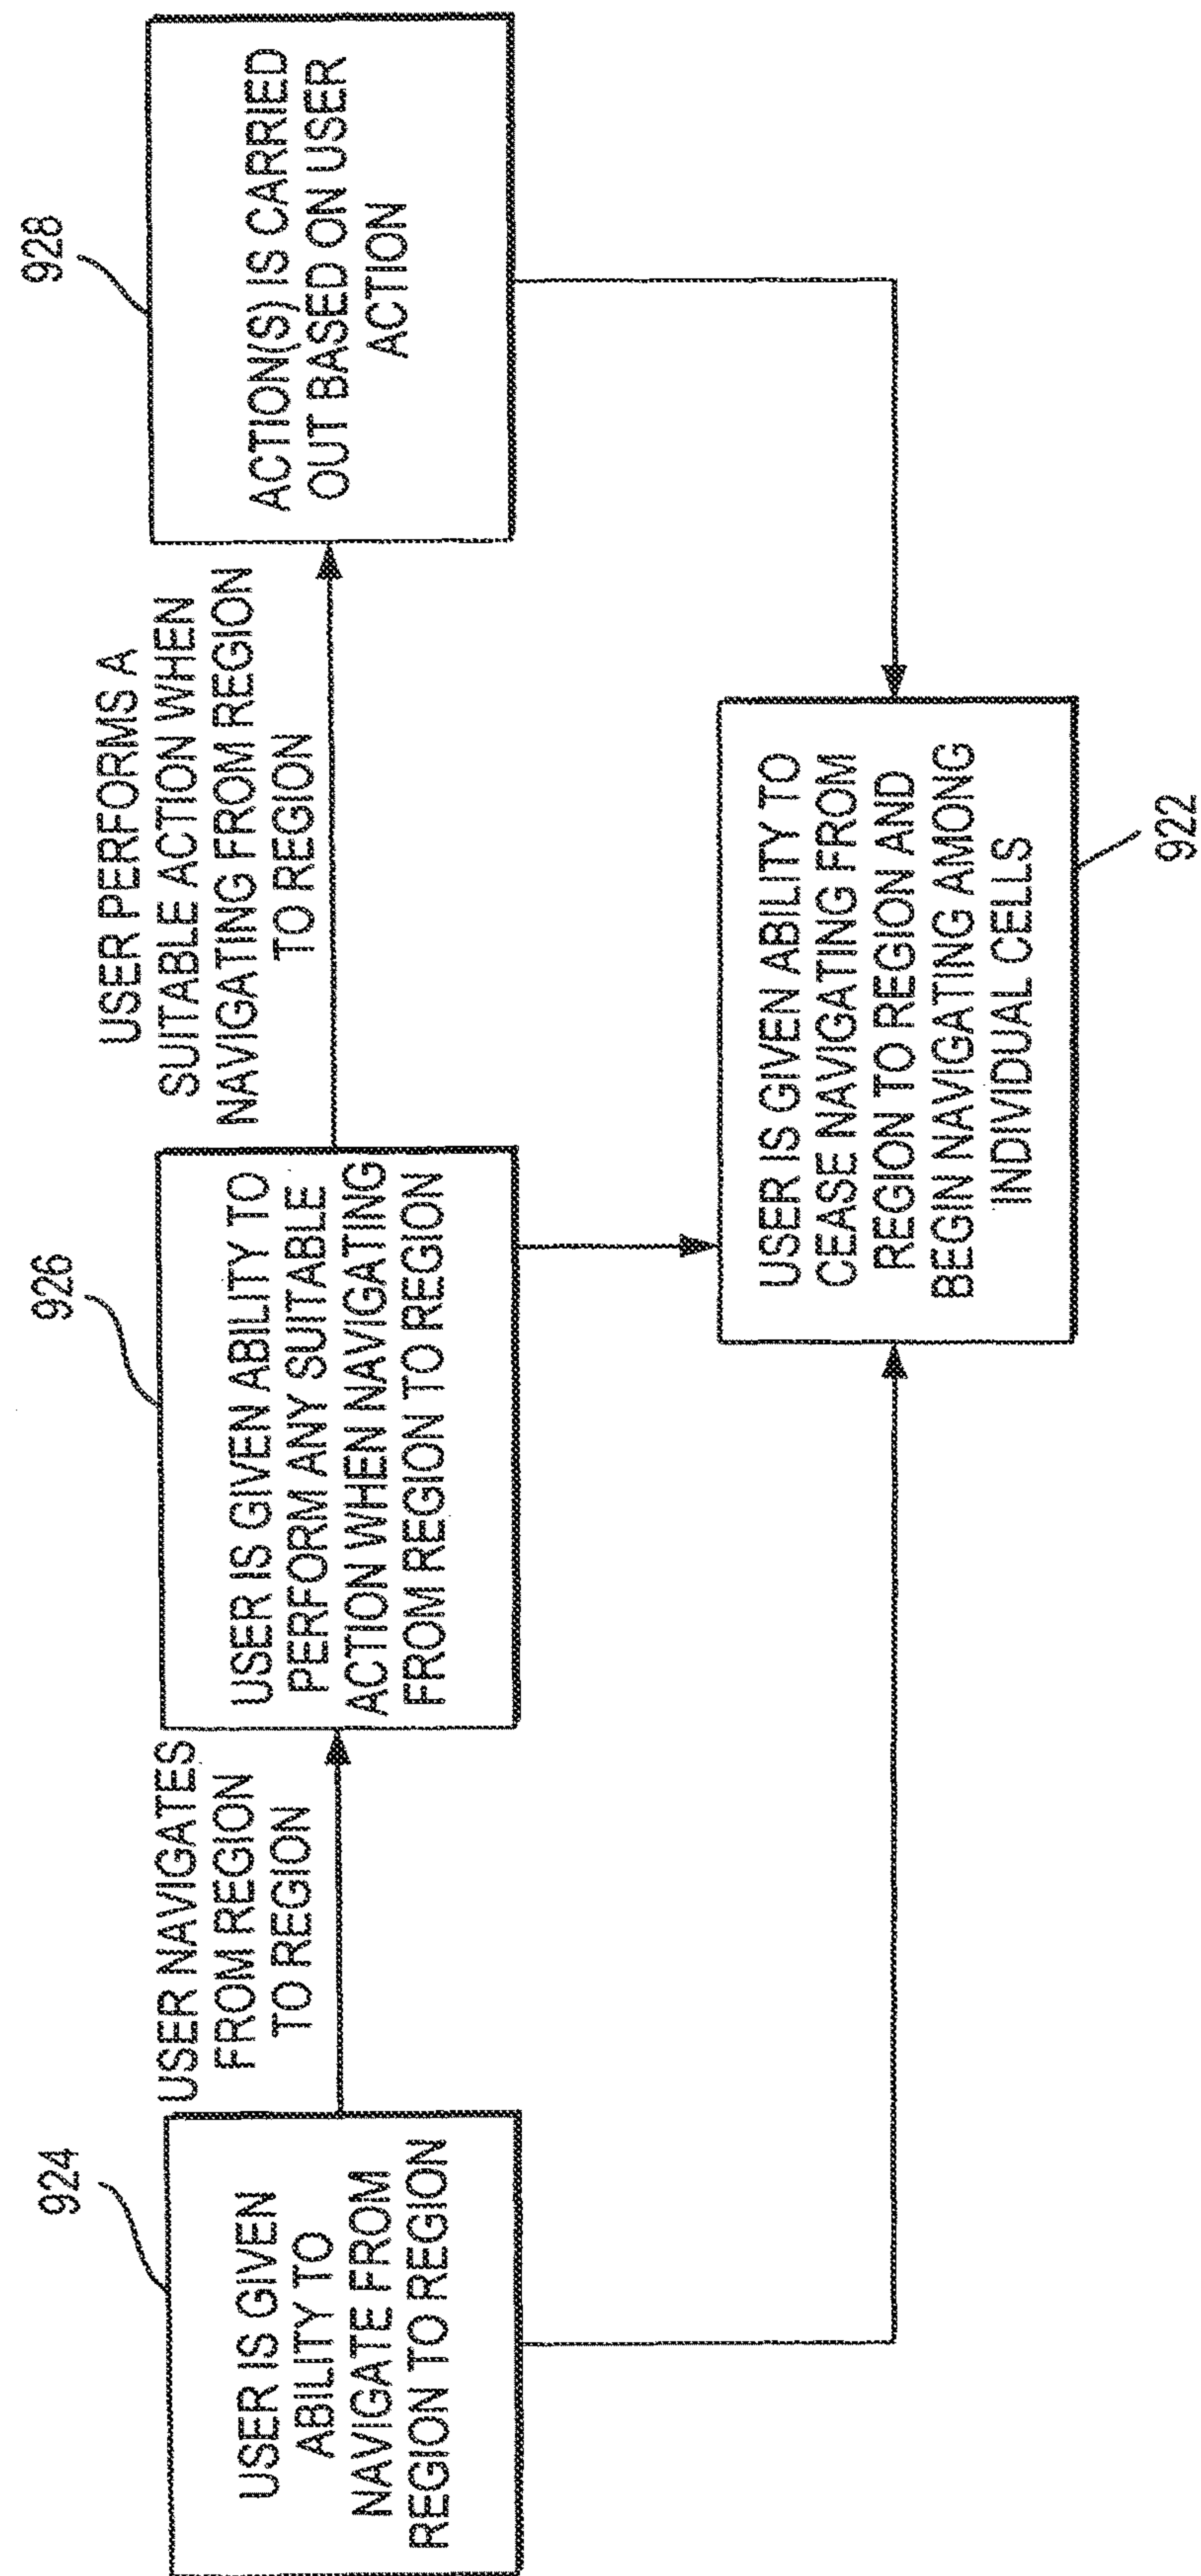 924
USER IS GIVEN
ABILITY TO
NAVIGATE FROM
REGION TO REGION
USER NAVIGATES
FROM REGION
TO REGION
926
USER IS GIVEN ABILITY TO
PERFORM ANY SUITABLE
ACTION WHEN NAVIGATING
FROM REGION TO REGION
USER PERFORMS A
SUITABLE ACTION WHEN
NAVIGATING FROM REGION
TO REGION
928
ACTION(S) IS CARRIED
OUT BASED ON USER
ACTION
USER IS GIVEN ABILITY TO
CEASE NAVIGATING FROM
REGION TO REGION AND
BEGIN NAVIGATING AMONG
INDIVIDUAL CELLS
922